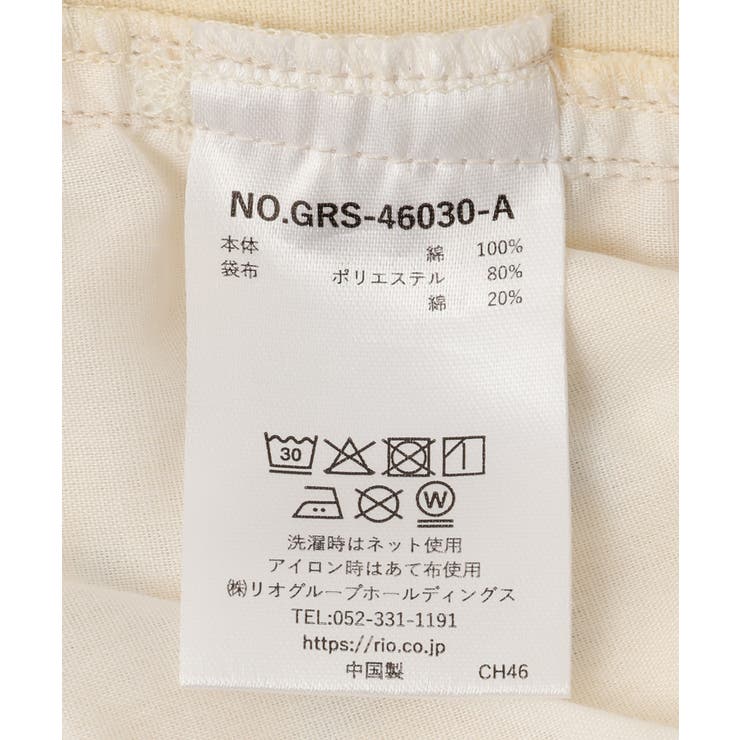 NO.GRS-46030-A
本体 綿 100%
袋布 ポリエステル 80%
綿 20%
30
W
洗濯時はネット使用
アイロン時はあて布使用
㈱リオグループホールディングス
TEL:052-331-1191
https://rio.co.jp
中国製 CH46